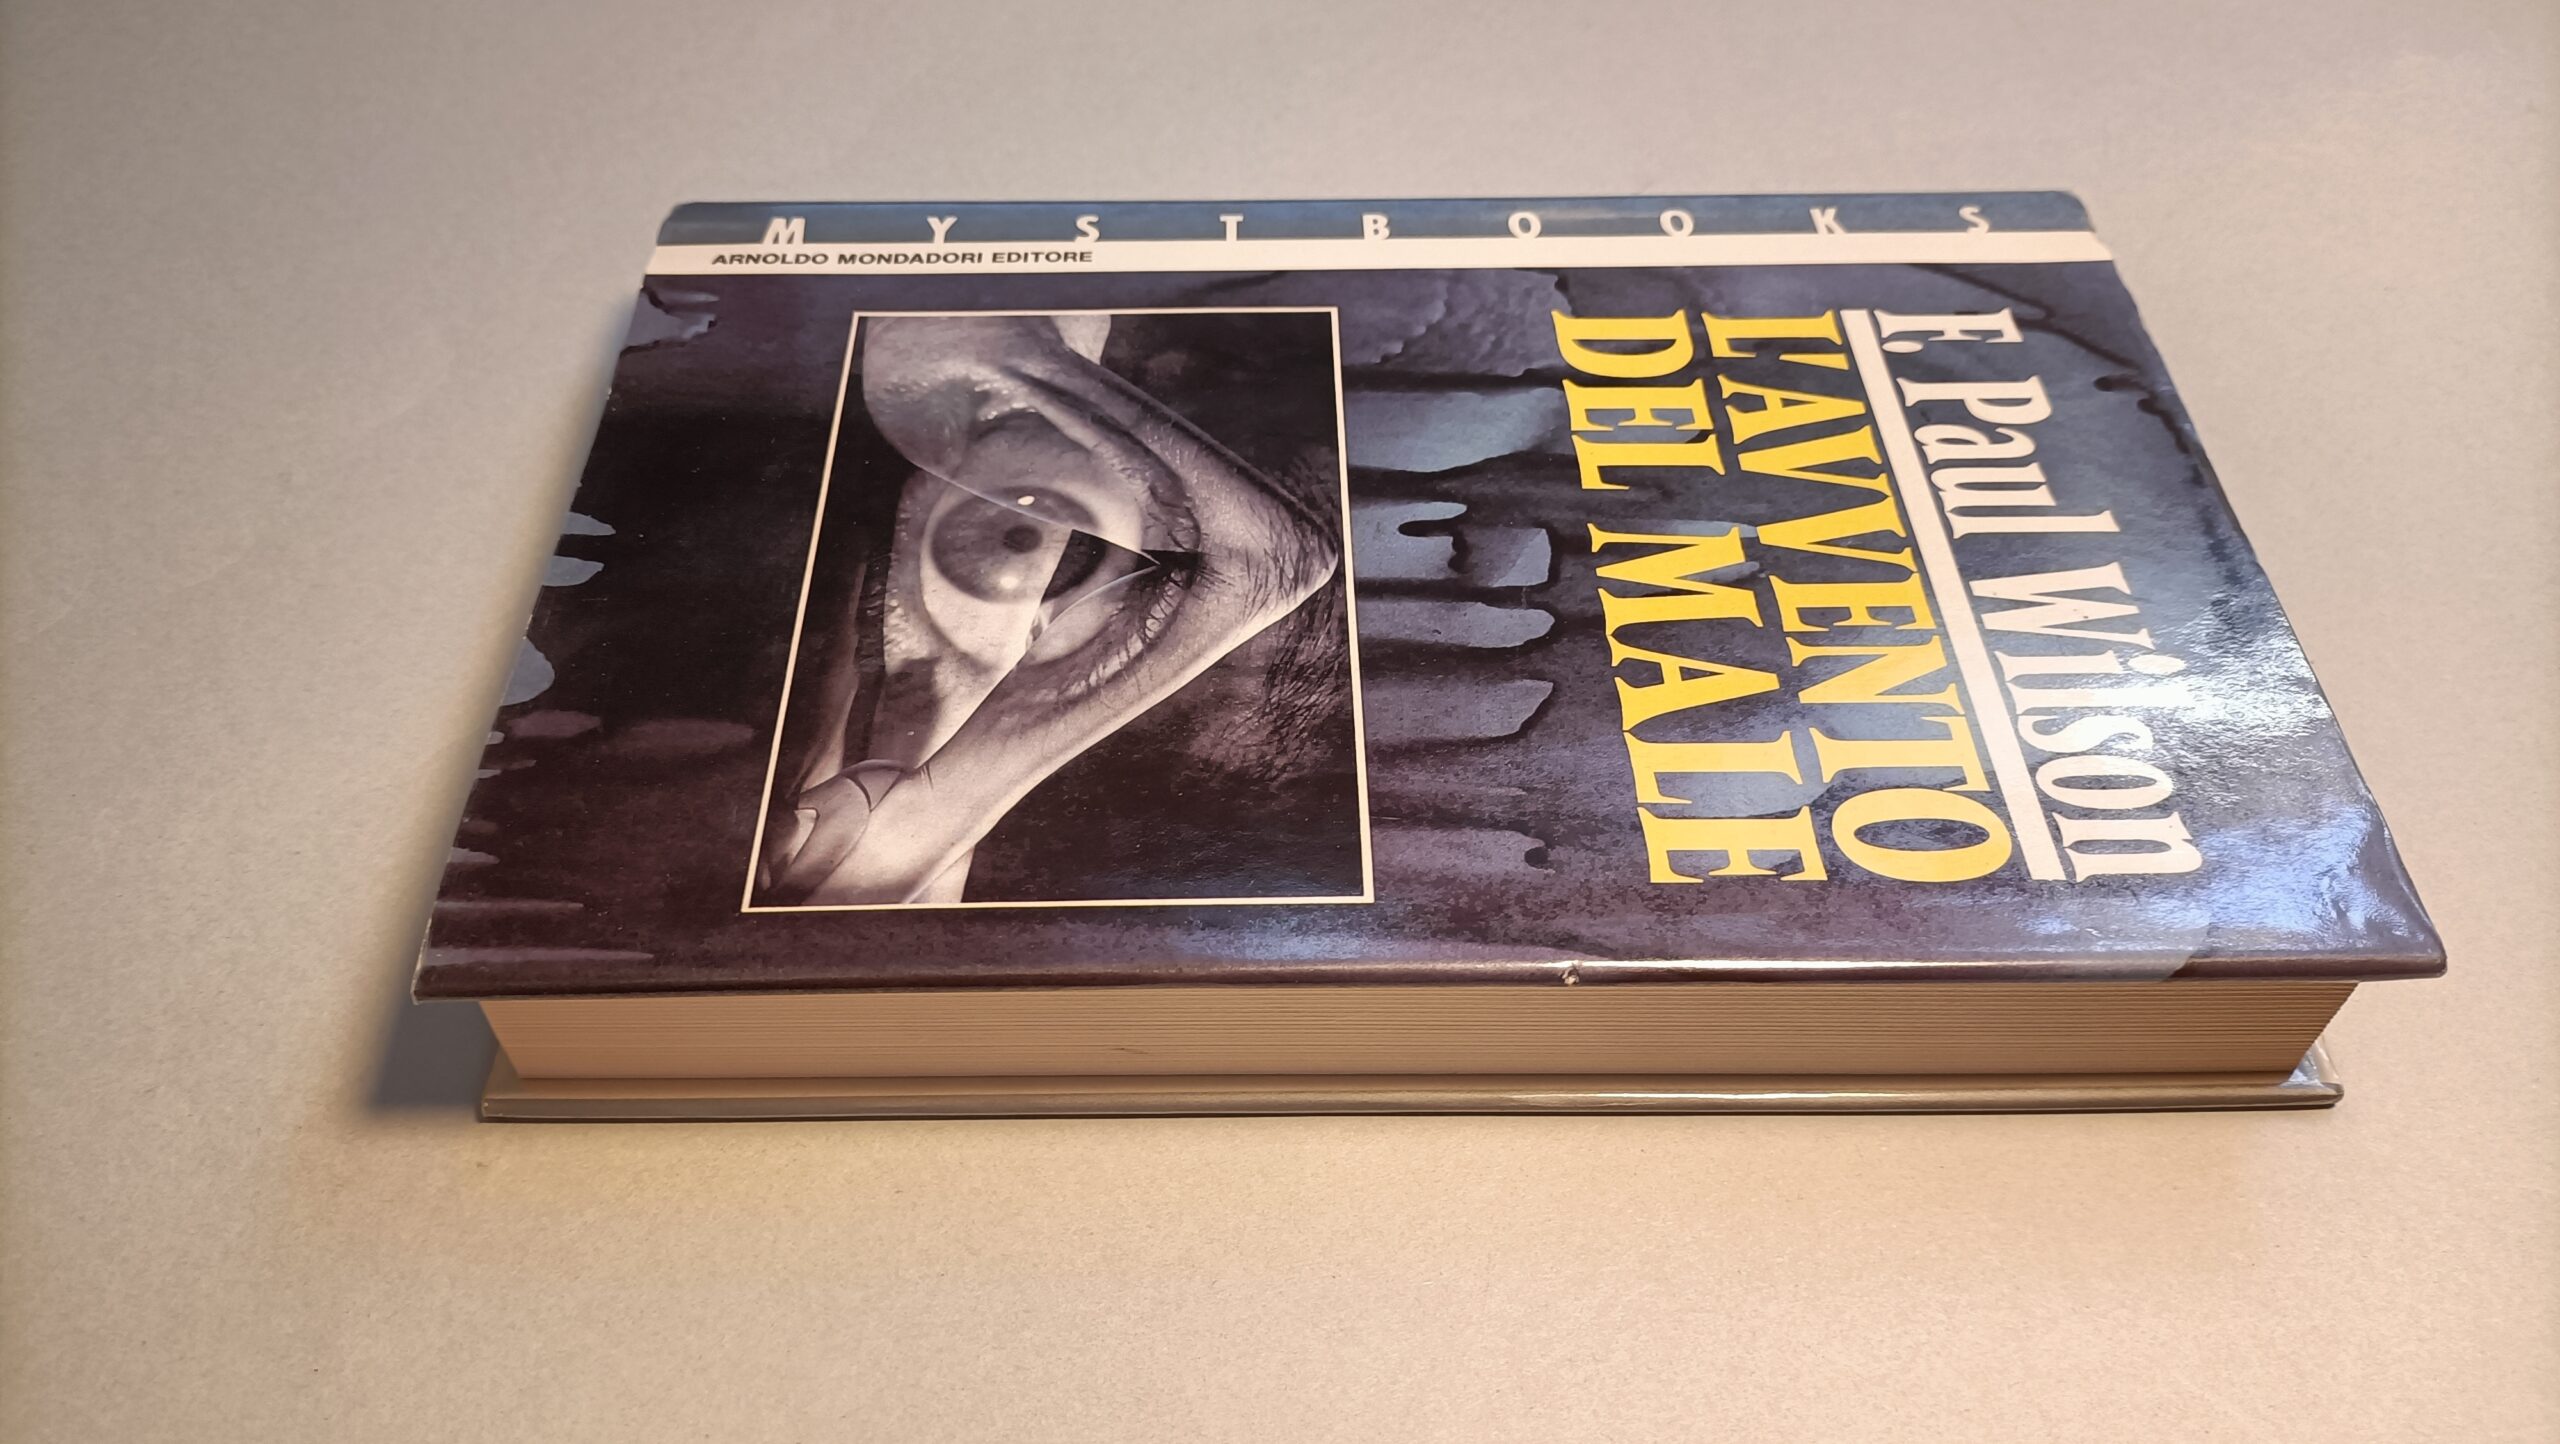 MYSTBOOKS
ARNOLDO MONDADORI EDITORE
F. Paul Wilson
L'AVVENTO
DEL MALE